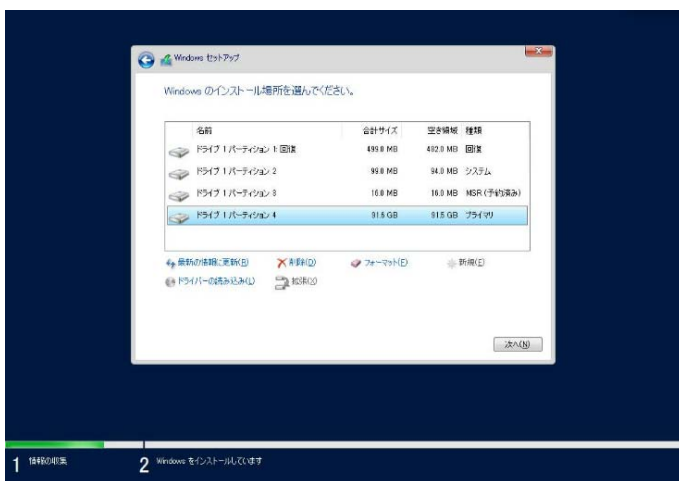 Windows セットアップ
Windows のインストール場所を選んでください。
名前 合計サイズ 空き領域 種類
ドライブ 1 パーティション 1: 回復 499.0 MB 482.0 MB 回復
ドライブ 1 パーティション 2 99.0 MB 94.0 MB システム
ドライブ 1 パーティション 3 16.0 MB 16.0 MB MSR (予約済み)
ドライブ 1 パーティション 4 91.5 GB 91.5 GB プライマリ
最新の情報に更新(R) 削除(D) フォーマット(F) 新規(E)
ドライバーの読み込み(L) 拡張(X)
次へ(N)
1 情報の収集 2 Windows をインストールしています